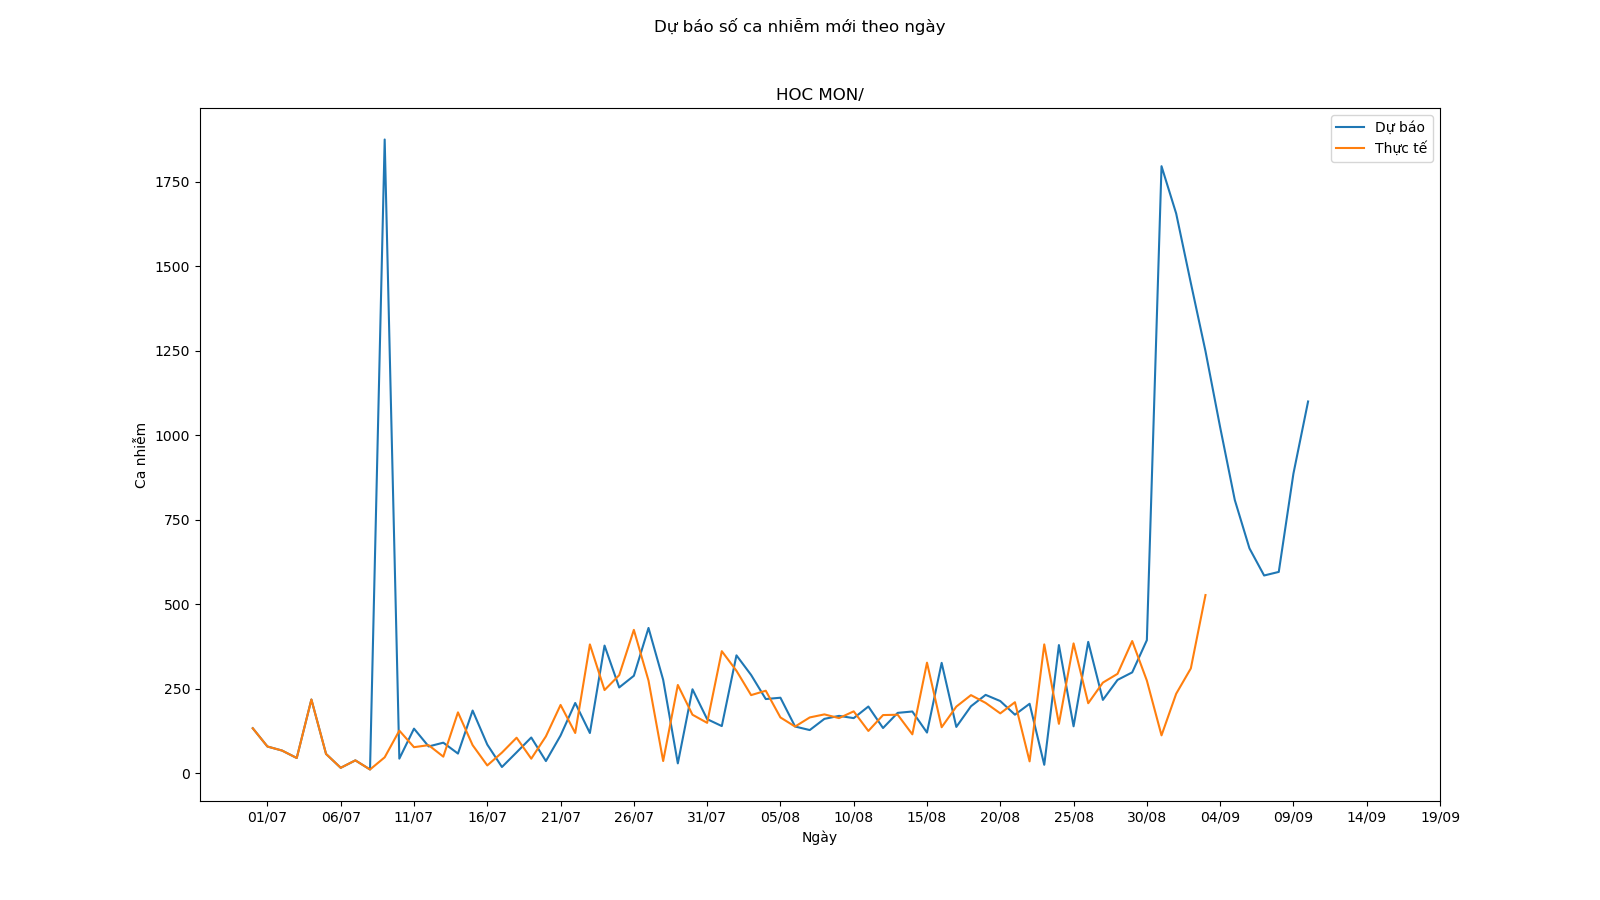 Dự báo số ca nhiễm mới theo ngày
HOC MON/
Dự báo
Thực tế
1750
1500
1250
1000
750
500
250
0
Ca nhiễm
01/07 06/07 11/07 16/07 21/07 26/07 31/07 05/08 10/08 15/08 20/08 25/08 30/08 04/09 09/09 14/09 19/09
Ngày